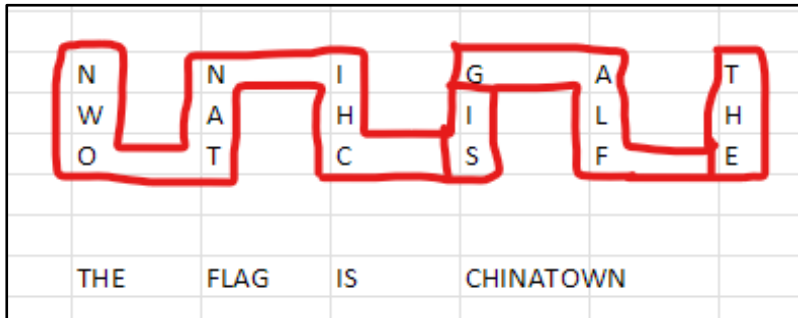 N N I G A T
W A H I L H
O T C S F E
THE FLAG IS CHINATOWN